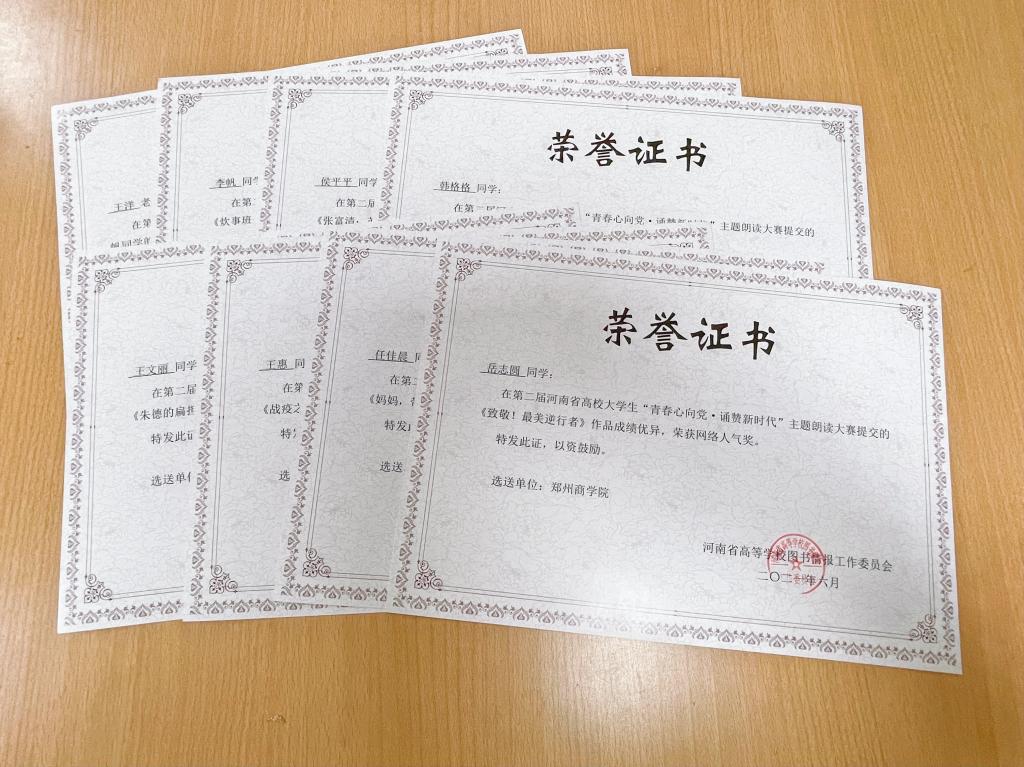 王洋 老
在第
李帆 同学
在第二
《炊事班
侯平平 同学
在第二届
《张富清，
荣誉证书
韩格格 同学：
在第二届
“青春心向党·诵赞新时代”主题朗读大赛提交的
王文丽 同学
在第二届
《朱德的扁担
特发此证
选送单位
王惠 同
在第
《战疫之
特发
选
任佳晨 同
在第二
《妈妈，
特发
选送
荣誉证书
岳志圆 同学：
在第二届河南省高校大学生“青春心向党·诵赞新时代”主题朗读大赛提交的
《致敬！最美逆行者》作品成绩优异，荣获网络人气奖。
特发此证，以资鼓励。
选送单位：郑州商学院
河南省高等学校图书情报工作委员会
二〇二 年六月